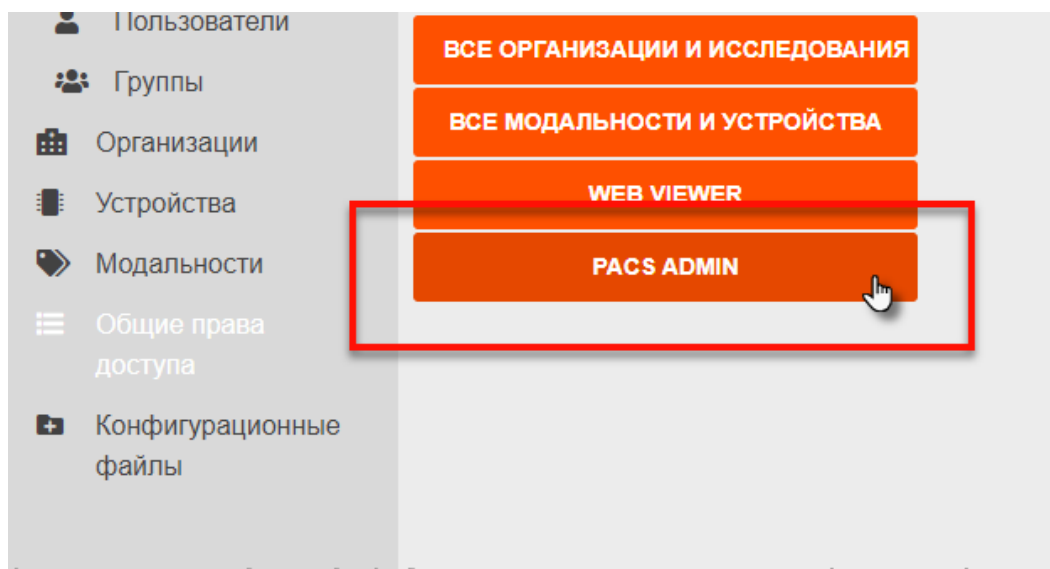 Пользователи
Группы
Организации
Устройства
Модальности
Общие права
доступа
Конфигурационные
файлы
ВСЕ ОРГАНИЗАЦИИ И ИССЛЕДОВАНИЯ
ВСЕ МОДАЛЬНОСТИ И УСТРОЙСТВА
WEB VIEWER
PACS ADMIN